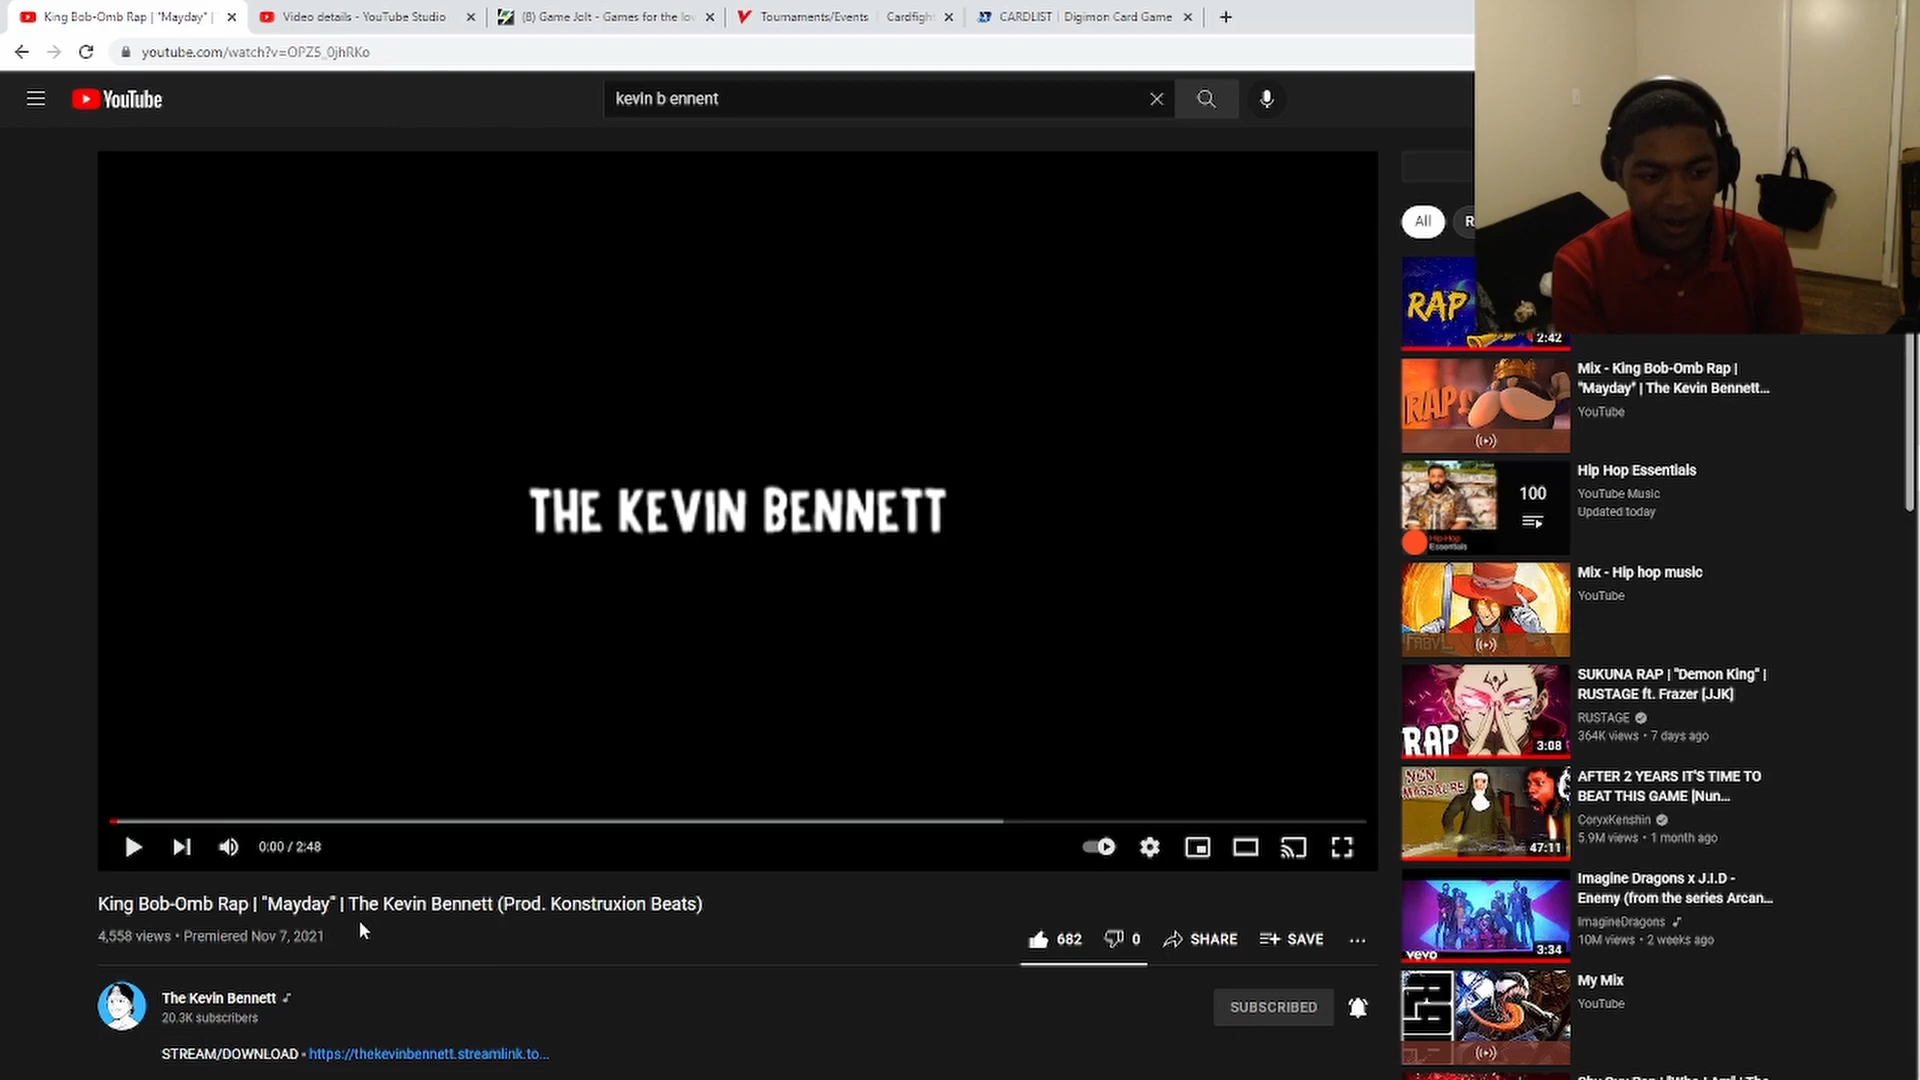 King Bob-Omb Rap | "Mayday" |
Video details - YouTube Studio
(8) Game Jolt - Games for the lo
Tournaments/Events | Cardfigh
CARDLIST | Digimon Card Game
youtube.com/watch?v=OPZ5_0jhRKo
YouTube
kevin b ennent
All
R
RAP
2:42
Mix - King Bob-Omb Rap |
"Mayday" | The Kevin Bennett...
YouTube
RAP
Hip Hop Essentials
YouTube Music
Updated today
100
Hip-Hop
Essentials
Mix - Hip hop music
YouTube
THE KEVIN BENNETT
SUKUNA RAP | "Demon King" |
RUSTAGE ft. Frazer [JJK]
RUSTAGE
364K views • 7 days ago
RAP
3:08
NUN
MASSACRE
AFTER 2 YEARS IT'S TIME TO
BEAT THIS GAME |Nun...
CoryxKenshin
5.9M views • 1 month ago
47:11
0:00 / 2:48
Imagine Dragons x J.I.D -
Enemy (from the series Arcan...
ImagineDragons
10M views • 2 weeks ago
vevo
3:34
King Bob-Omb Rap | "Mayday" | The Kevin Bennett (Prod. Konstruxion Beats)
4,558 views • Premiered Nov 7, 2021
682
0
SHARE
SAVE
My Mix
YouTube
The Kevin Bennett
20.3K subscribers
SUBSCRIBED
STREAM/DOWNLOAD - https://thekevinbennett.streamlink.to...